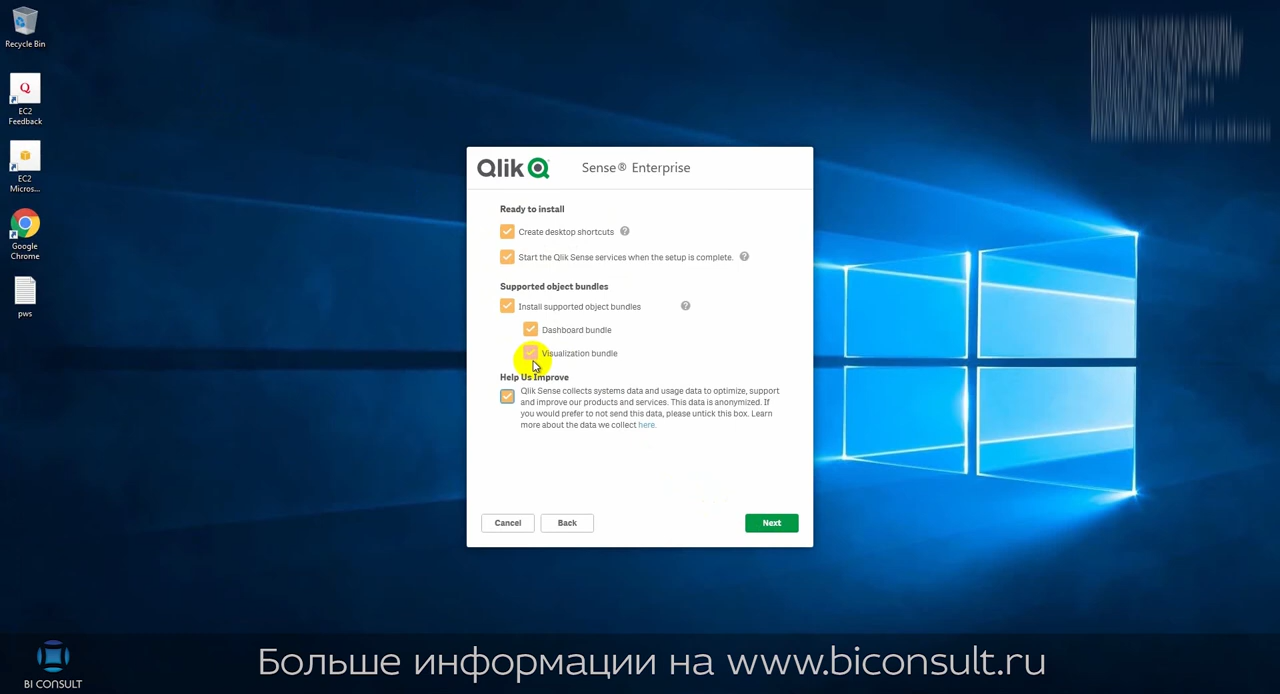 Recycle Bin
EC2
Feedback
EC2
Micros...
Google
Chrome
pws
Qlik
Sense® Enterprise
Ready to install
Create desktop shortcuts
Start the Qlik Sense services when the setup is complete.
Supported object bundles
Install supported object bundles
Dashboard bundle
Visualization bundle
Help Us Improve
Qlik Sense collects systems data and usage data to optimize, support
and improve our products and services. This data is anonymized. If
you would prefer to not send this data, please untick this box. Learn
more about the data we collect here.
Cancel
Back
Next
BI CONSULT
Больше информации на www.biconsult.ru